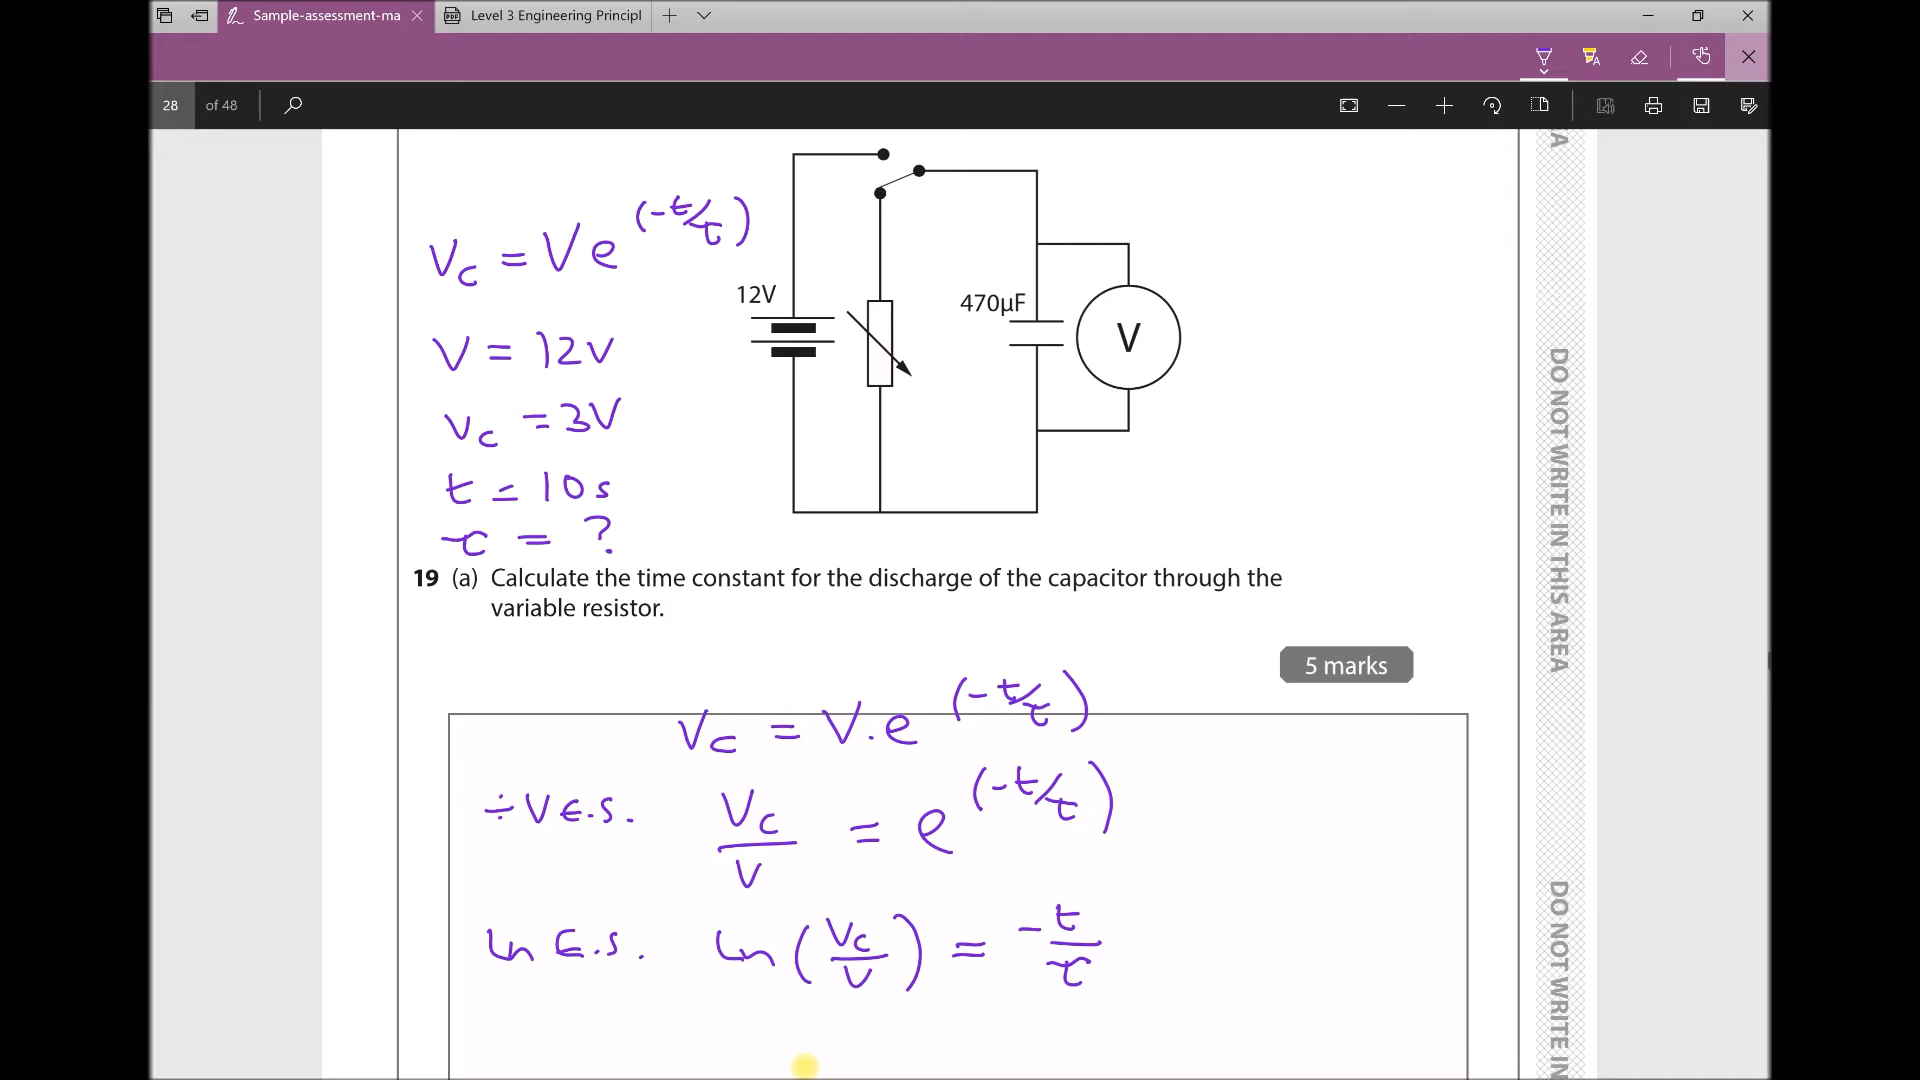 Sample-assessment-ma
Level 3 Engineering Principl
28 of 48
Vc = Ve^(-t/τ)
12V
470µF
V
V = 12V
Vc = 3V
t = 10s
τ = ?
19 (a) Calculate the time constant for the discharge of the capacitor through the
variable resistor.
5 marks
Vc = V.e^(-t/τ)
÷V E.S. Vc/V = e^(-t/τ)
ln E.S. ln(Vc/V) = -t/τ
A
DO NOT WRITE IN THIS AREA
DO NOT WRITE IN